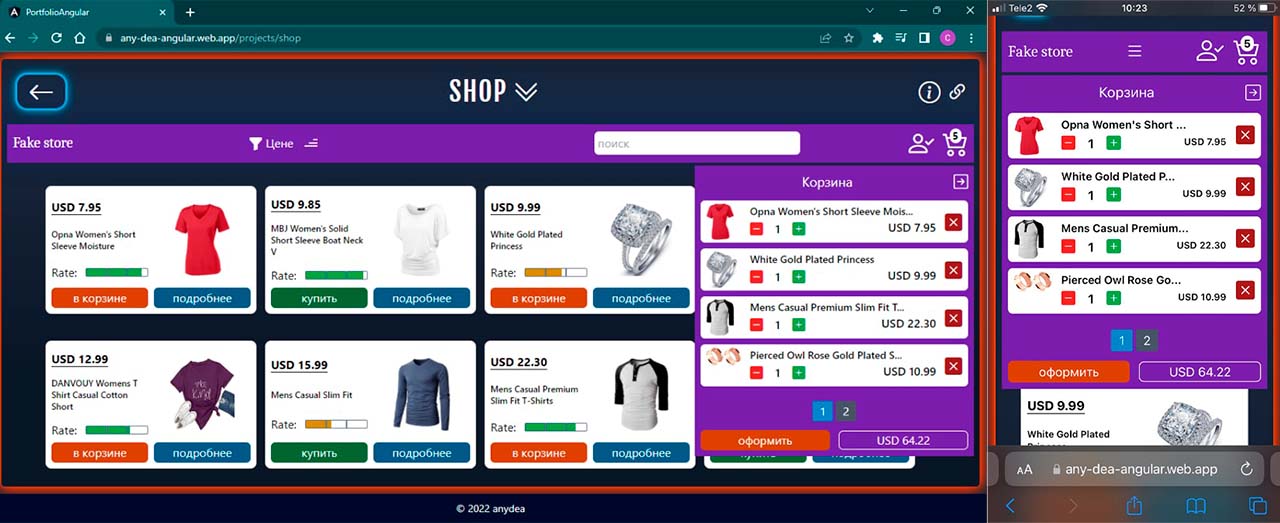 PortfolioAngular
any-dea-angular.web.app/projects/shop
C
SHOP
Fake store
Цене
поиск
5
USD 7.95
Opna Women's Short
Sleeve Moisture
Rate:
в корзине
подробнее
USD 9.85
MBJ Women's Solid
Short Sleeve Boat Neck
V
Rate:
купить
подробнее
USD 9.99
White Gold Plated
Princess
Rate:
в корзине
подробнее
USD 12.99
DANVOUY Womens T
Shirt Casual Cotton
Short
Rate:
в корзине
подробнее
USD 15.99
Mens Casual Slim Fit
Rate:
купить
подробнее
USD 22.30
Mens Casual Premium
Slim Fit T-Shirts
Rate:
в корзине
подробнее
купить
подробнее
Корзина
Opna Women's Short Sleeve Mois...
1
USD 7.95
White Gold Plated Princess
1
USD 9.99
Mens Casual Premium Slim Fit T...
1
USD 22.30
Pierced Owl Rose Gold Plated S...
1
USD 10.99
1 2
оформить
USD 64.22
© 2022 anydea
Tele2
10:23
52 %
Fake store
5
Корзина
Opna Women's Short ...
1
USD 7.95
White Gold Plated P...
1
USD 9.99
Mens Casual Premium...
1
USD 22.30
Pierced Owl Rose Go...
1
USD 10.99
1 2
оформить
USD 64.22
USD 9.99
White Gold Plated
Princess
AA
any-dea-angular.web.app